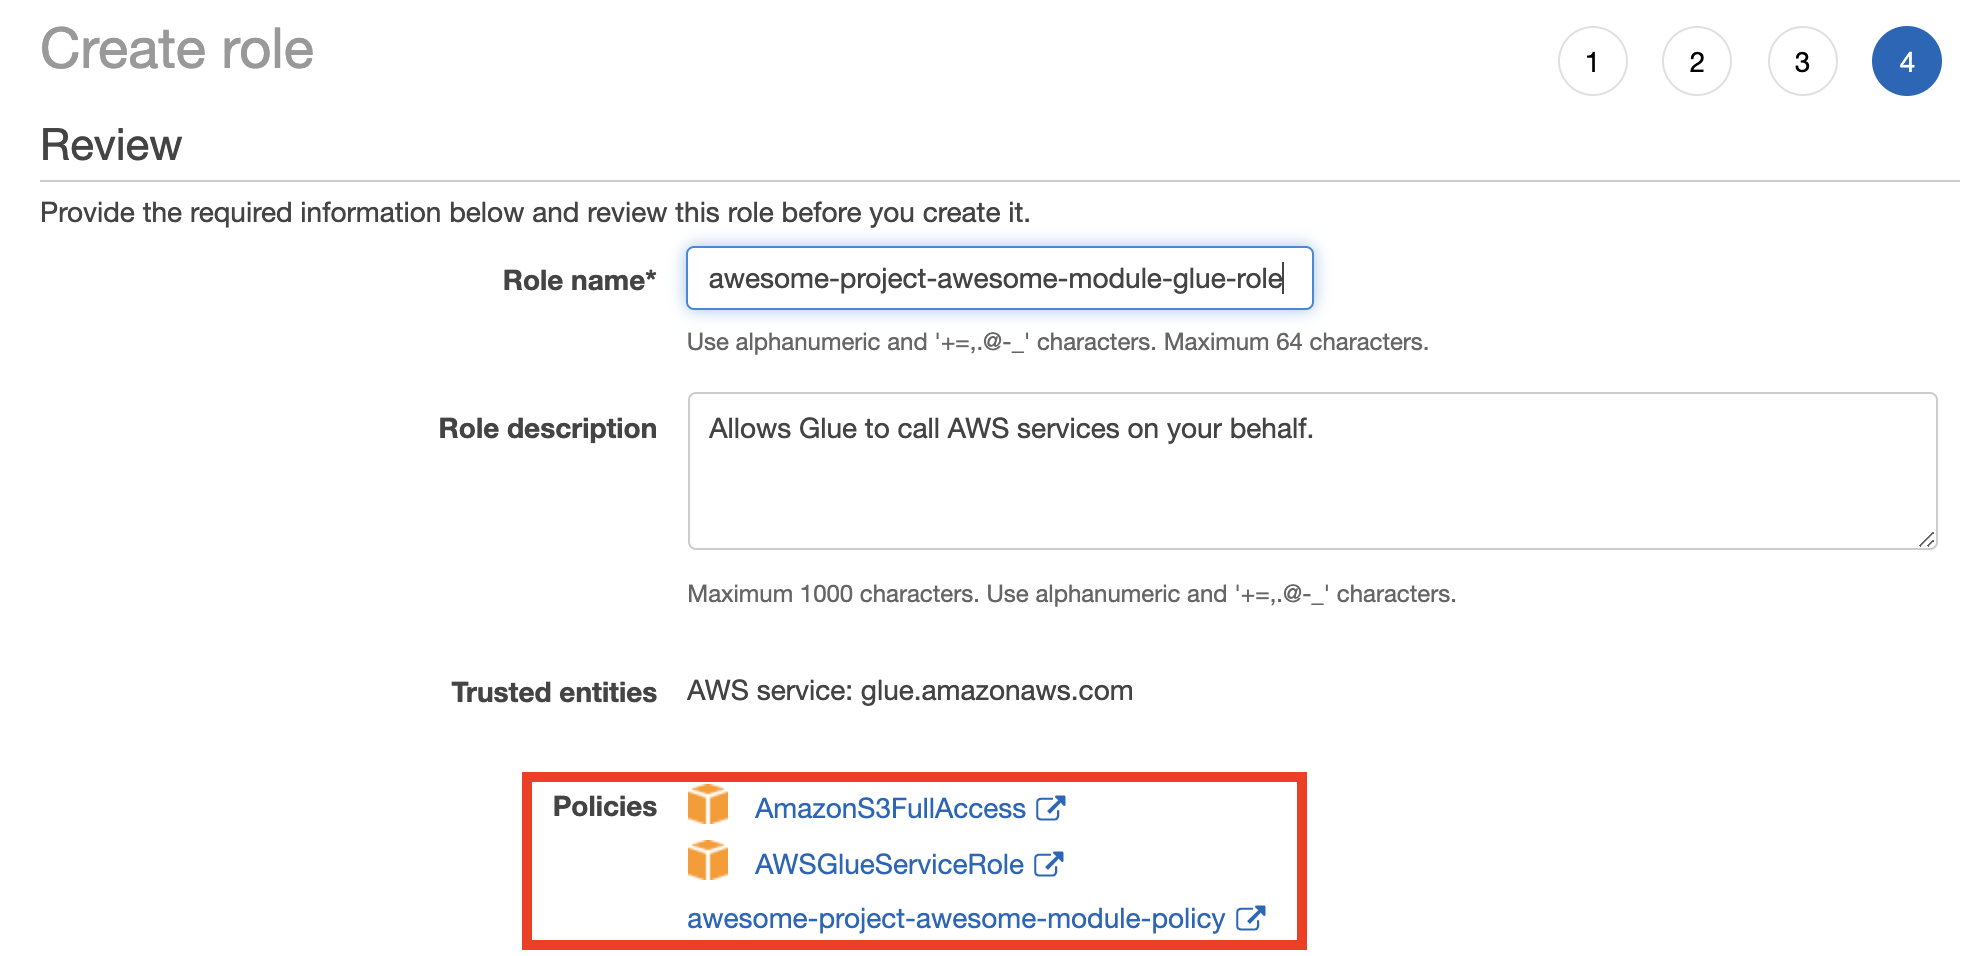 Create role
1 2 3 4
Review
Provide the required information below and review this role before you create it.
Role name* awesome-project-awesome-module-glue-role
Use alphanumeric and '+=,.@-_' characters. Maximum 64 characters.
Role description Allows Glue to call AWS services on your behalf.
Maximum 1000 characters. Use alphanumeric and '+=,.@-_' characters.
Trusted entities AWS service: glue.amazonaws.com
Policies AmazonS3FullAccess
AWSGlueServiceRole
awesome-project-awesome-module-policy